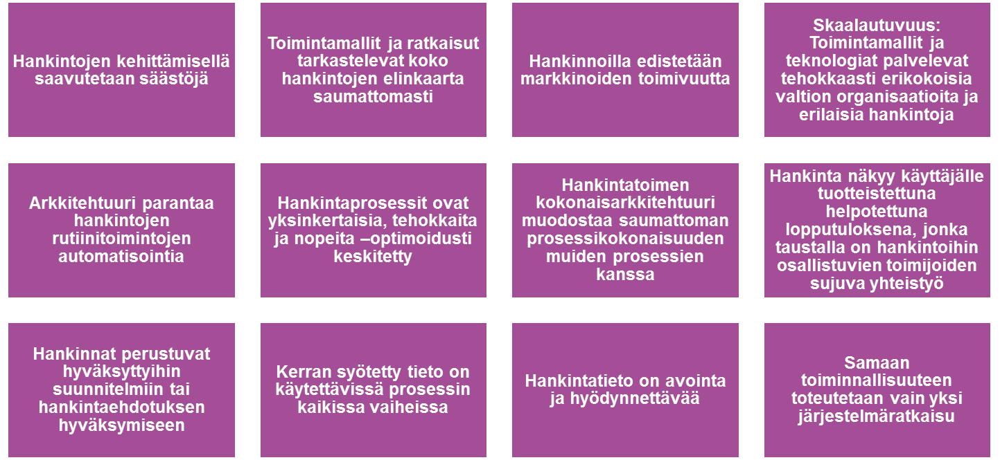 Hankintojen kehittämisellä
saavutetaan säästöjä
Toimintamallit ja ratkaisut
tarkastelevat koko
hankintojen elinkaarta
saumattomasti
Hankinnoilla edistetään
markkinoiden toimivuutta
Skaalautuvuus:
Toimintamallit ja
teknologiat palvelevat
tehokkaasti erikokoisia
valtion organisaatioita ja
erilaisia hankintoja
Arkkitehtuuri parantaa
hankintojen
rutiinitoimintojen
automatisointia
Hankintaprosessit ovat
yksinkertaisia, tehokkaita
ja nopeita –optimoidusti
keskitetty
Hankintatoimen
kokonaisarkkitehtuuri
muodostaa saumattoman
prosessikokonaisuuden
muiden prosessien
kanssa
Hankinta näkyy käyttäjälle
tuotteistettuna
helpotettuna
lopputuloksena, jonka
taustalla on hankintoihin
osallistuvien toimijoiden
sujuva yhteistyö
Hankinnat perustuvat
hyväksyttyihin
suunnitelmiin tai
hankintaehdotuksen
hyväksymiseen
Kerran syötetty tieto on
käytettävissä prosessin
kaikissa vaiheissa
Hankintatieto on avointa
ja hyödynnettävää
Samaan
toiminnallisuuteen
toteutetaan vain yksi
järjestelmäratkaisu